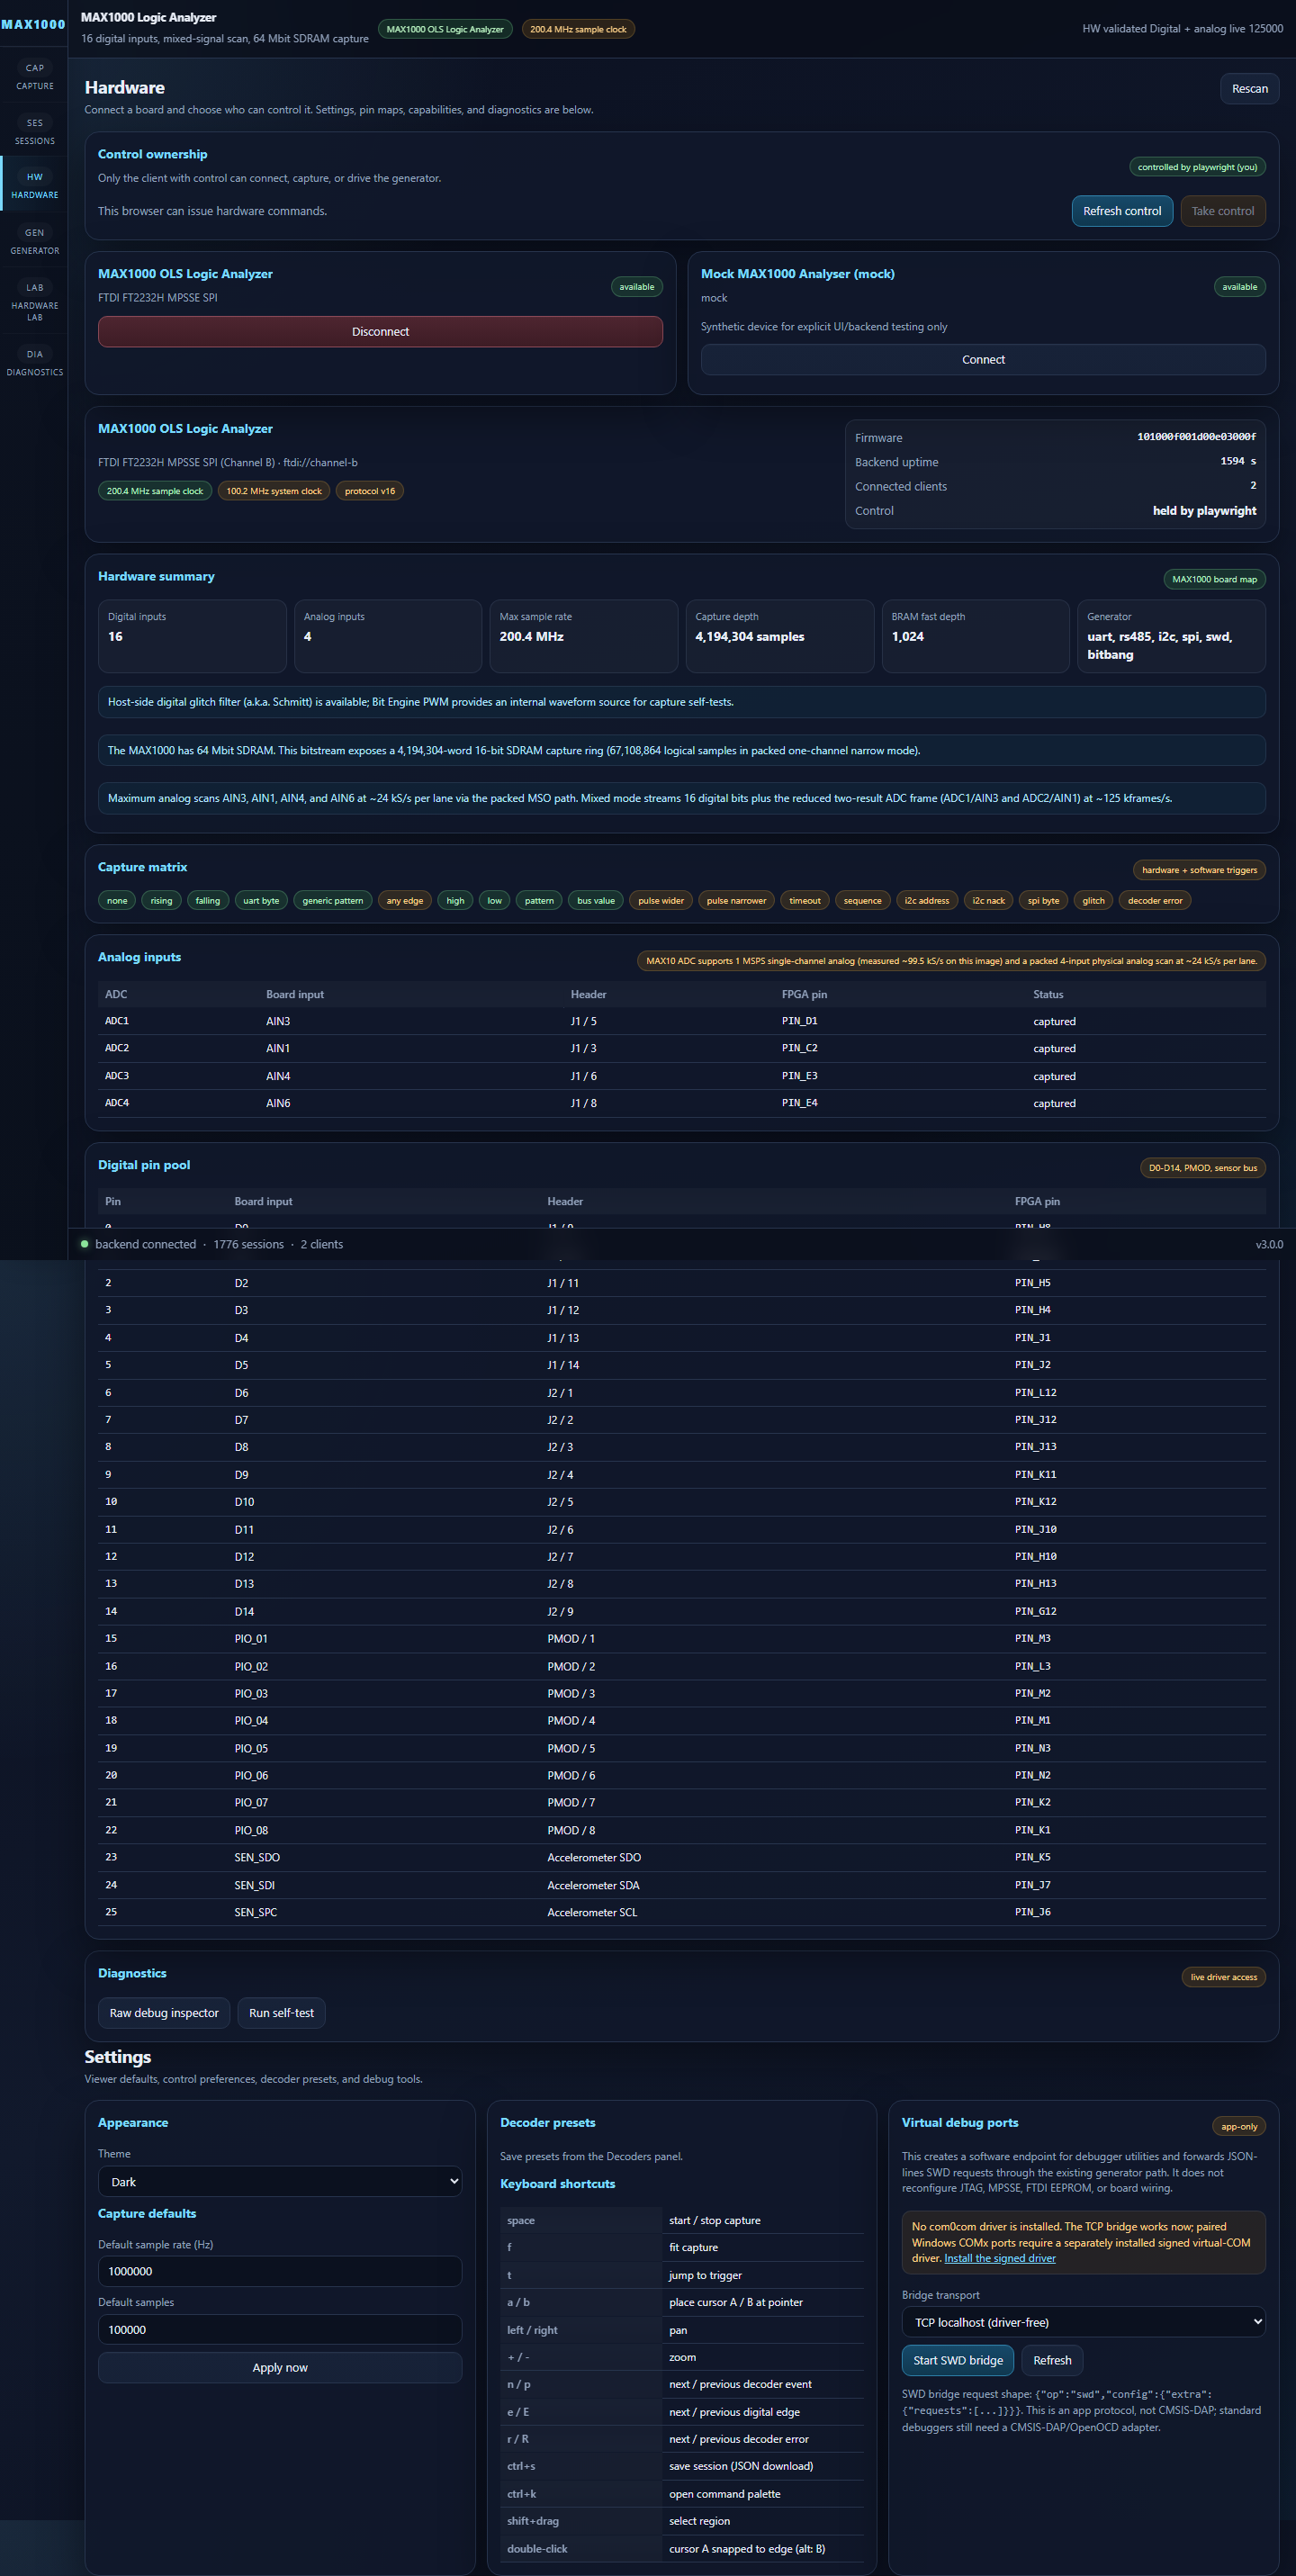 MAX1000
CAP
CAPTURE
SES
SESSIONS
HW
HARDWARE
GEN
GENERATOR
LAB
HARDWARE
LAB
DIA
DIAGNOSTICS
MAX1000 Logic Analyzer
16 digital inputs, mixed-signal scan, 64 Mbit SDRAM capture
MAX1000 OLS Logic Analyzer
200.4 MHz sample clock
HW validated Digital + analog live 125000
Hardware
Connect a board and choose who can control it. Settings, pin maps, capabilities, and diagnostics are below.
Rescan
Control ownership
Only the client with control can connect, capture, or drive the generator.
controlled by playwright (you)
This browser can issue hardware commands.
Refresh control
Take control
MAX1000 OLS Logic Analyzer
FTDI FT2232H MPSSE SPI
available
Disconnect
Mock MAX1000 Analyser (mock)
mock
available
Synthetic device for explicit UI/backend testing only
Connect
MAX1000 OLS Logic Analyzer
FTDI FT2232H MPSSE SPI (Channel B) · ftdi://channel-b
200.4 MHz sample clock
100.2 MHz system clock
protocol v16
Firmware 101000f001d00e03000f
Backend uptime 1594 s
Connected clients 2
Control held by playwright
Hardware summary
MAX1000 board map
Digital inputs
16
Analog inputs
4
Max sample rate
200.4 MHz
Capture depth
4,194,304 samples
BRAM fast depth
1,024
Generator
uart, rs485, i2c, spi, swd,
bitbang
Host-side digital glitch filter (a.k.a. Schmitt) is available; Bit Engine PWM provides an internal waveform source for capture self-tests.
The MAX1000 has 64 Mbit SDRAM. This bitstream exposes a 4,194,304-word 16-bit SDRAM capture ring (67,108,864 logical samples in packed one-channel narrow mode).
Maximum analog scans AIN3, AIN1, AIN4, and AIN6 at ~24 kS/s per lane via the packed MSO path. Mixed mode streams 16 digital bits plus the reduced two-result ADC frame (ADC1/AIN3 and ADC2/AIN1) at ~125 kframes/s.
Capture matrix
hardware + software triggers
none rising falling uart byte generic pattern any edge high low pattern bus value pulse wider pulse narrower timeout sequence i2c address i2c nack spi byte glitch decoder error
Analog inputs
MAX10 ADC supports 1 MSPS single-channel analog (measured ~99.5 kS/s on this image) and a packed 4-input physical analog scan at ~24 kS/s per lane.
ADC Board input Header FPGA pin Status
ADC1 AIN3 J1 / 5 PIN_D1 captured
ADC2 AIN1 J1 / 3 PIN_C2 captured
ADC3 AIN4 J1 / 6 PIN_E3 captured
ADC4 AIN6 J1 / 8 PIN_E4 captured
Digital pin pool
D0-D14, PMOD, sensor bus
Pin Board input Header FPGA pin
backend connected · 1776 sessions · 2 clients
v3.0.0
2 D2 J1 / 11 PIN_H5
3 D3 J1 / 12 PIN_H4
4 D4 J1 / 13 PIN_J1
5 D5 J1 / 14 PIN_J2
6 D6 J2 / 1 PIN_L12
7 D7 J2 / 2 PIN_J12
8 D8 J2 / 3 PIN_J13
9 D9 J2 / 4 PIN_K11
10 D10 J2 / 5 PIN_K12
11 D11 J2 / 6 PIN_J10
12 D12 J2 / 7 PIN_H10
13 D13 J2 / 8 PIN_H13
14 D14 J2 / 9 PIN_G12
15 PIO_01 PMOD / 1 PIN_M3
16 PIO_02 PMOD / 2 PIN_L3
17 PIO_03 PMOD / 3 PIN_M2
18 PIO_04 PMOD / 4 PIN_M1
19 PIO_05 PMOD / 5 PIN_N3
20 PIO_06 PMOD / 6 PIN_N2
21 PIO_07 PMOD / 7 PIN_K2
22 PIO_08 PMOD / 8 PIN_K1
23 SEN_SDO Accelerometer SDO PIN_K5
24 SEN_SDI Accelerometer SDA PIN_J7
25 SEN_SPC Accelerometer SCL PIN_J6
Diagnostics
live driver access
Raw debug inspector
Run self-test
Settings
Viewer defaults, control preferences, decoder presets, and debug tools.
Appearance
Theme
Dark
Capture defaults
Default sample rate (Hz)
1000000
Default samples
100000
Apply now
Decoder presets
Save presets from the Decoders panel.
Keyboard shortcuts
space start / stop capture
f fit capture
t jump to trigger
a / b place cursor A / B at pointer
left / right pan
+ / - zoom
n / p next / previous decoder event
e / E next / previous digital edge
r / R next / previous decoder error
ctrl+s save session (JSON download)
ctrl+k open command palette
shift+drag select region
double-click cursor A snapped to edge (alt: B)
Virtual debug ports
app-only
This creates a software endpoint for debugger utilities and forwards JSON-
lines SWD requests through the existing generator path. It does not
reconfigure JTAG, MPSSE, FTDI EEPROM, or board wiring.
No com0com driver is installed. The TCP bridge works now; paired
Windows COMx ports require a separately installed signed virtual-COM
driver. Install the signed driver
Bridge transport
TCP localhost (driver-free)
Start SWD bridge
Refresh
SWD bridge request shape: {"op":"swd","config":{"extra":
{"requests":[...]}}}. This is an app protocol, not CMSIS-DAP; standard
debuggers still need a CMSIS-DAP/OpenOCD adapter.